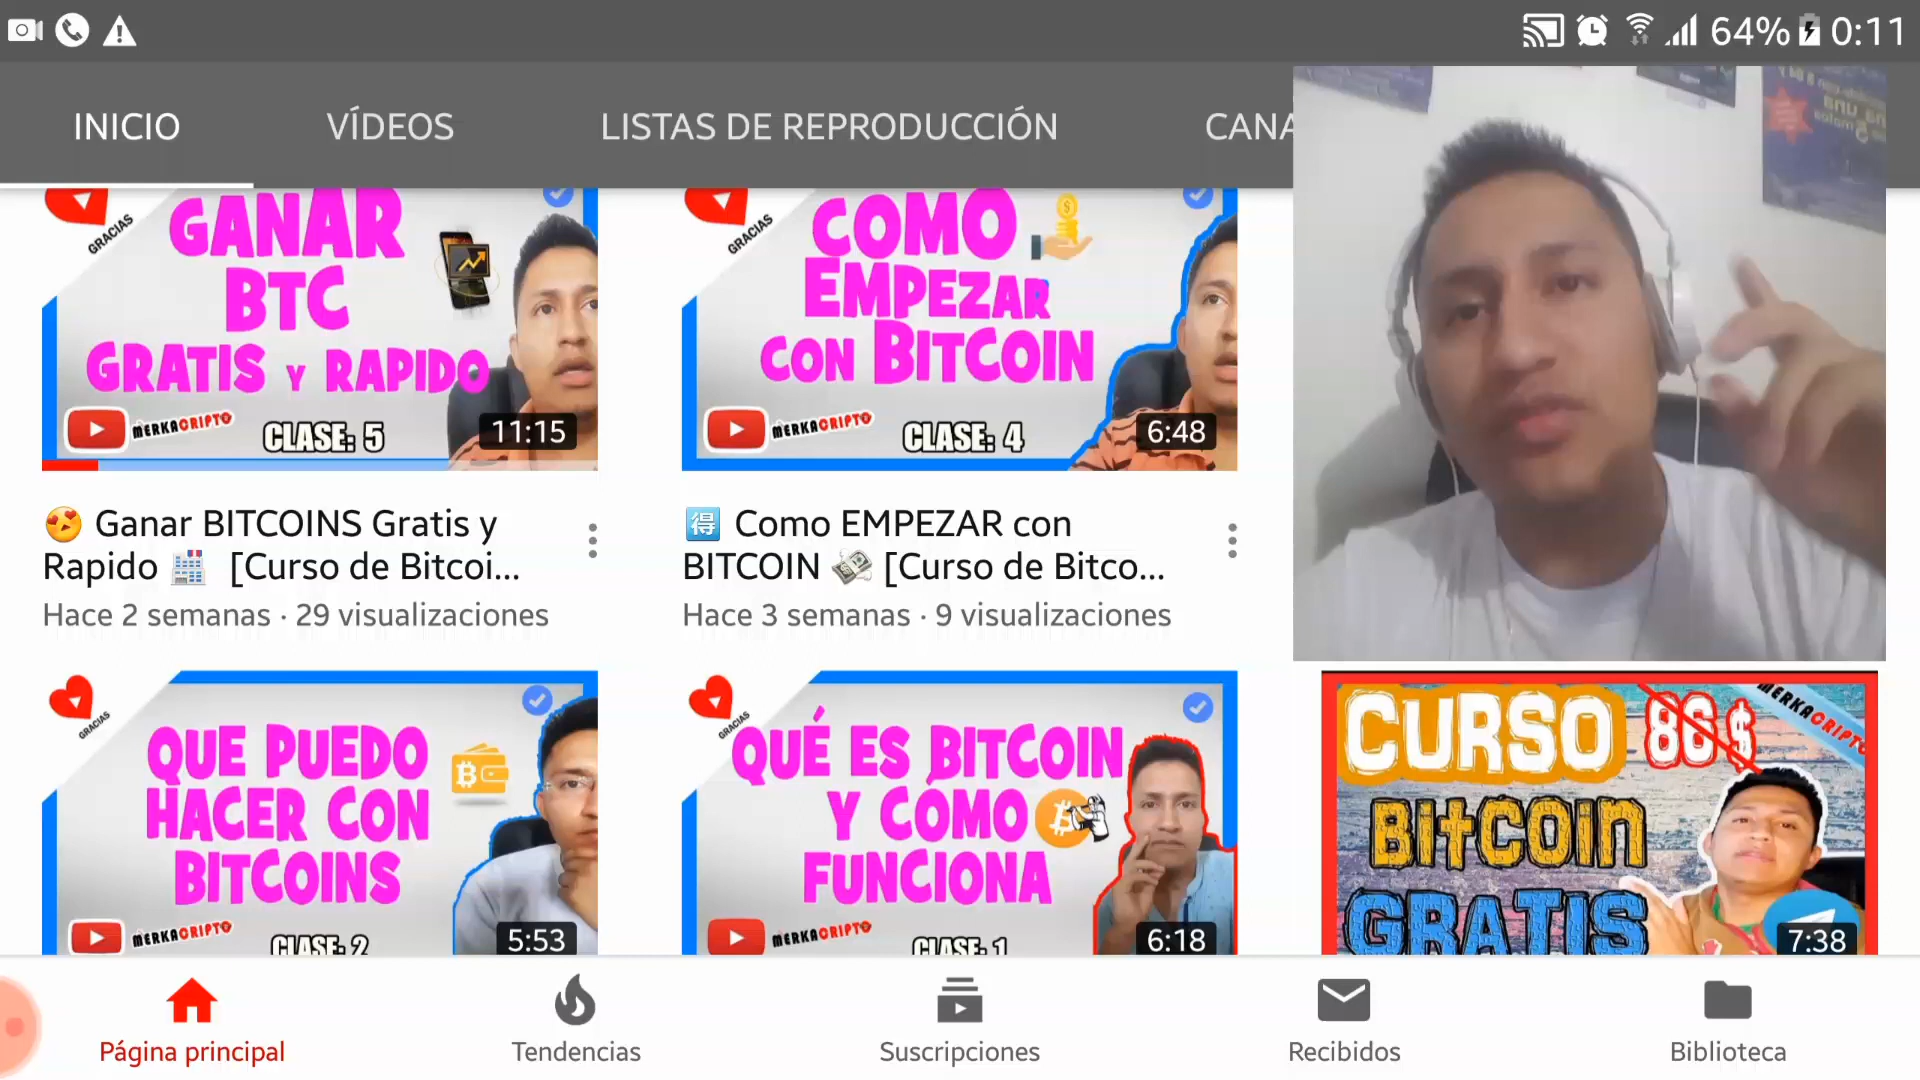 64% 0:11
INICIO VÍDEOS LISTAS DE REPRODUCCIÓN CANA
GRACIAS
GANAR
BTC
GRATIS Y RAPIDO
MERKACRIPTO
CLASE: 5
11:15
GRACIAS
COMO
EMPEZAR
CON BITCOIN
MERKACRIPTO
CLASE: 4
6:48
😍 Ganar BITCOINS Gratis y
Rapido 🏨 [Curso de Bitcoi...
Hace 2 semanas · 29 visualizaciones
🉐 Como EMPEZAR con
BITCOIN 💸 [Curso de Bitco...
Hace 3 semanas · 9 visualizaciones
GRACIAS
QUE PUEDO
HACER CON
BITCOINS
MERKACRIPTO
CLASE: 2
5:53
GRACIAS
QUÉ ES BITCOIN
Y CÓMO
FUNCIONA
MERKACRIPTO
CLASE: 1
6:18
CURSO 86$
MERKACRIPTO
BITCOIN
GRATIS
7:38
Página principal
Tendencias
Suscripciones
Recibidos
Biblioteca